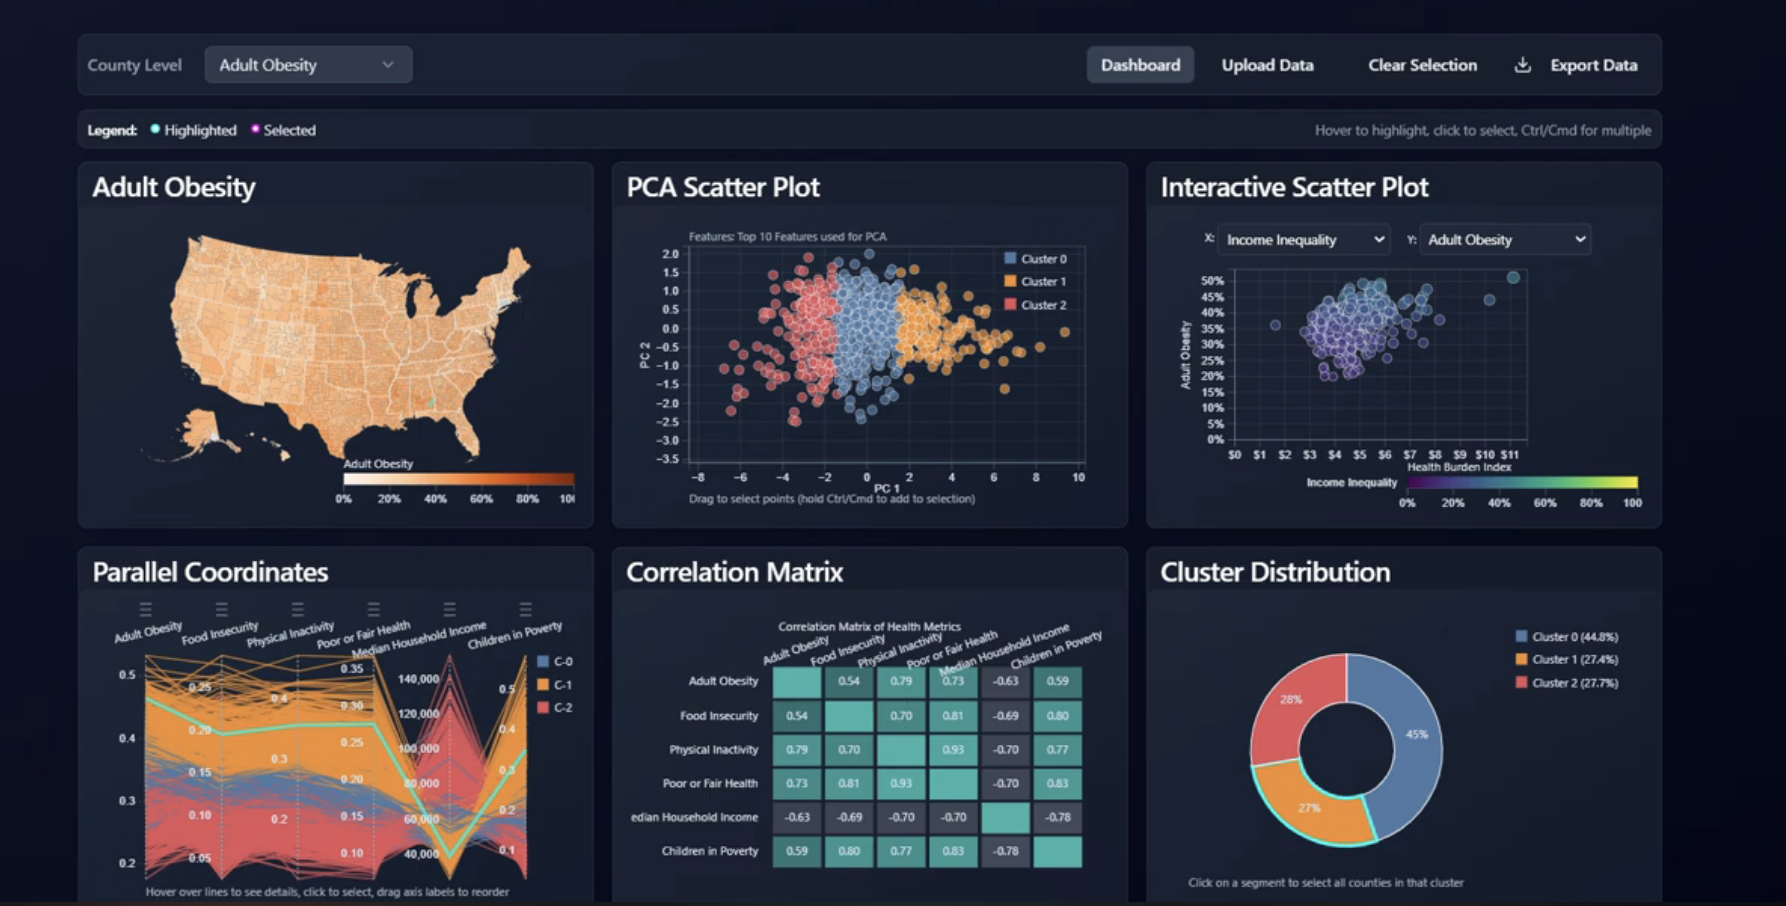 County Level
Adult Obesity
Dashboard
Upload Data
Clear Selection
Export Data
Legend: Highlighted Selected
Hover to highlight, click to select, Ctrl/Cmd for multiple
Adult Obesity
Adult Obesity
0% 20% 40% 60% 80% 10
PCA Scatter Plot
Features: Top 10 Features used for PCA
Cluster 0
Cluster 1
Cluster 2
2.0
1.5
1.0
0.5
0.0
−0.5
−1.0
−1.5
−2.0
−2.5
−3.0
−3.5
PC 2
−8 −6 −4 −2 0 2 4 6 8 10
PC 1
Drag to select points (hold Ctrl/Cmd to add to selection)
Interactive Scatter Plot
X: Income Inequality Y: Adult Obesity
50%
45%
40%
35%
30%
25%
20%
15%
10%
5%
0%
Adult Obesity
$0 $1 $2 $3 $4 $5 $6 $7 $8 $9 $10 $11
Health Burden Index
Income Inequality
0% 20% 40% 60% 80% 100
Parallel Coordinates
Adult Obesity
Food Insecurity
Physical Inactivity
Poor or Fair Health
Median Household Income
Children in Poverty
0.5
0.4
0.3
0.2
0.25
0.20
0.15
0.10
0.05
0.4
0.3
0.2
0.35
0.30
0.25
0.20
0.15
0.10
140,000
120,000
100,000
80,000
60,000
40,000
0.5
0.4
0.3
0.2
0.1
C-0
C-1
C-2
Hover over lines to see details, click to select, drag axis labels to reorder
Correlation Matrix
Correlation Matrix of Health Metrics
Adult Obesity
Food Insecurity
Physical Inactivity
Poor or Fair Health
Median Household Income
Children in Poverty
Adult Obesity 0.54 0.79 0.73 -0.63 0.59
Food Insecurity 0.54 0.70 0.81 -0.69 0.80
Physical Inactivity 0.79 0.70 0.93 -0.70 0.77
Poor or Fair Health 0.73 0.81 0.93 -0.70 0.83
edian Household Income -0.63 -0.69 -0.70 -0.70 -0.78
Children in Poverty 0.59 0.80 0.77 0.83 -0.78
Cluster Distribution
Cluster 0 (44.8%)
Cluster 1 (27.4%)
Cluster 2 (27.7%)
28%
45%
27%
Click on a segment to select all counties in that cluster